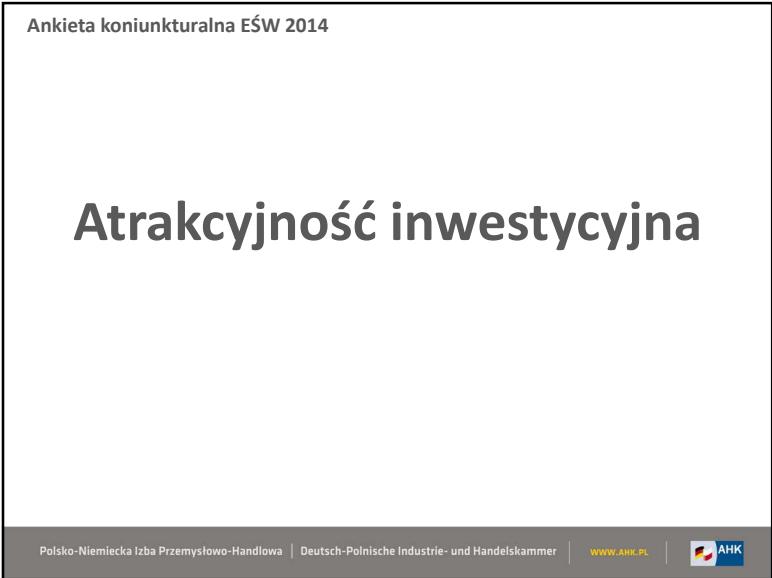 Ankieta koniunkturalna EŚW 2014
Atrakcyjność inwestycyjna
Polsko-Niemiecka Izba Przemysłowo-Handlowa | Deutsch-Polnische Industrie- und Handelskammer | WWW.AHK.PL | AHK